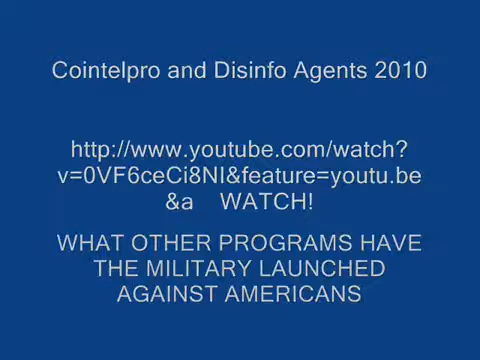 Cointelpro and Disinfo Agents 2010
http://www.youtube.com/watch?
v=0VF6ceCi8NI&feature=youtu.be
&a    WATCH!
WHAT OTHER PROGRAMS HAVE
THE MILITARY LAUNCHED
AGAINST AMERICANS